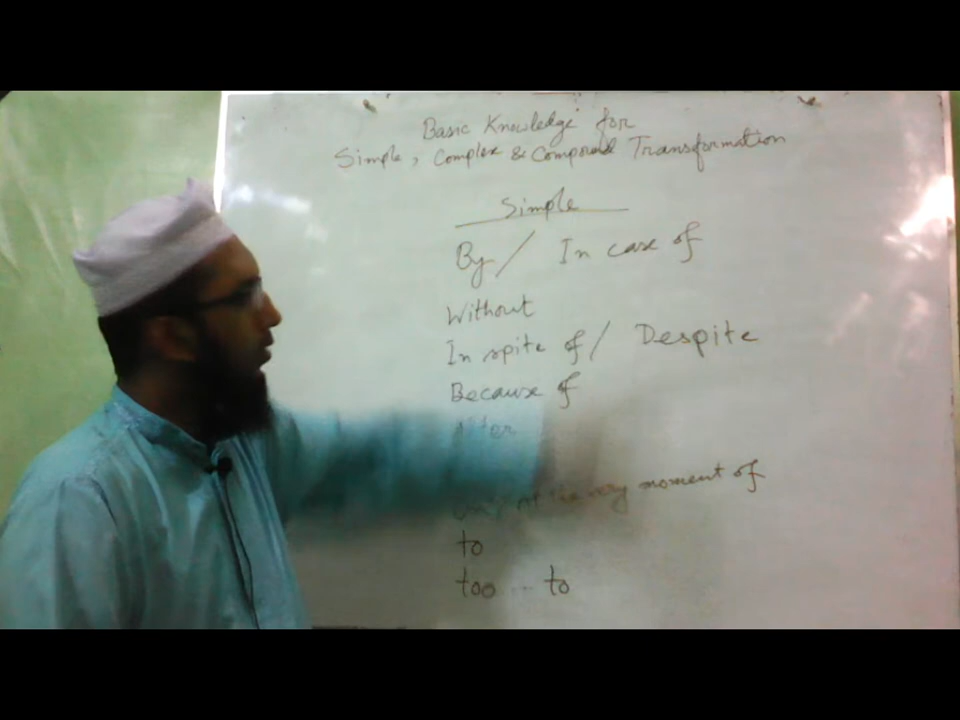 Basic Knowledge for
Simple, Complex & Compound Transformation
Simple
By / In case of
Without
In spite of / Despite
Because of
very moment of
to
too ... to